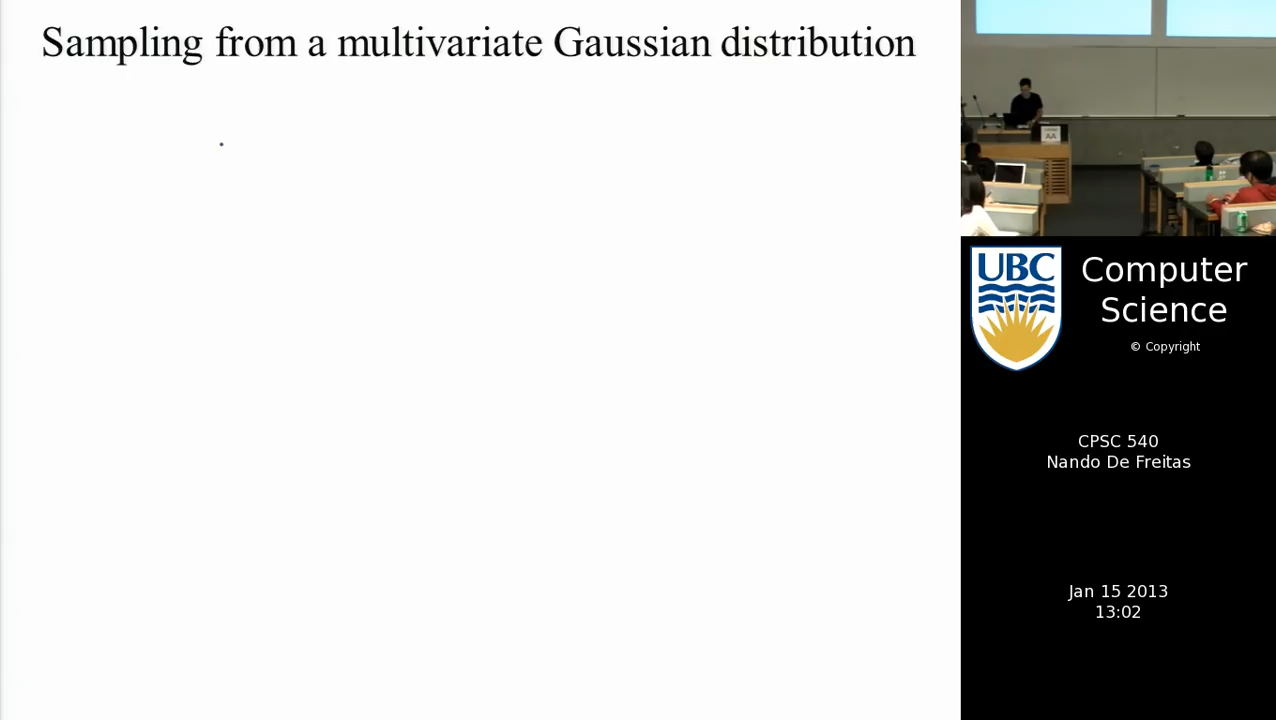 Sampling from a multivariate Gaussian distribution
AA
UBC
Computer
Science
© Copyright
CPSC 540
Nando De Freitas
Jan 15 2013
13:02